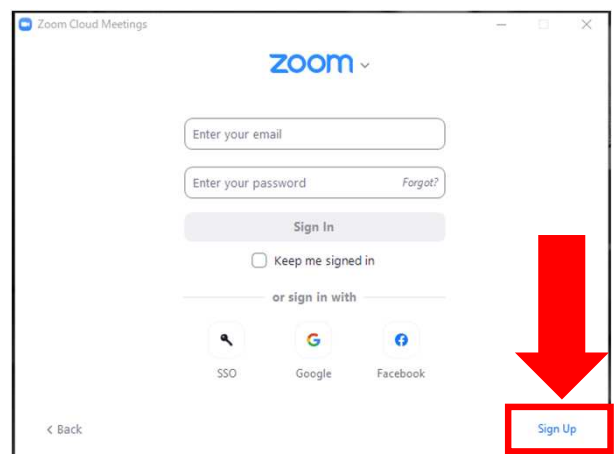 Zoom Cloud Meetings
zoom
Enter your email
Enter your password Forgot?
Sign In
Keep me signed in
or sign in with
SSO Google Facebook
< Back Sign Up